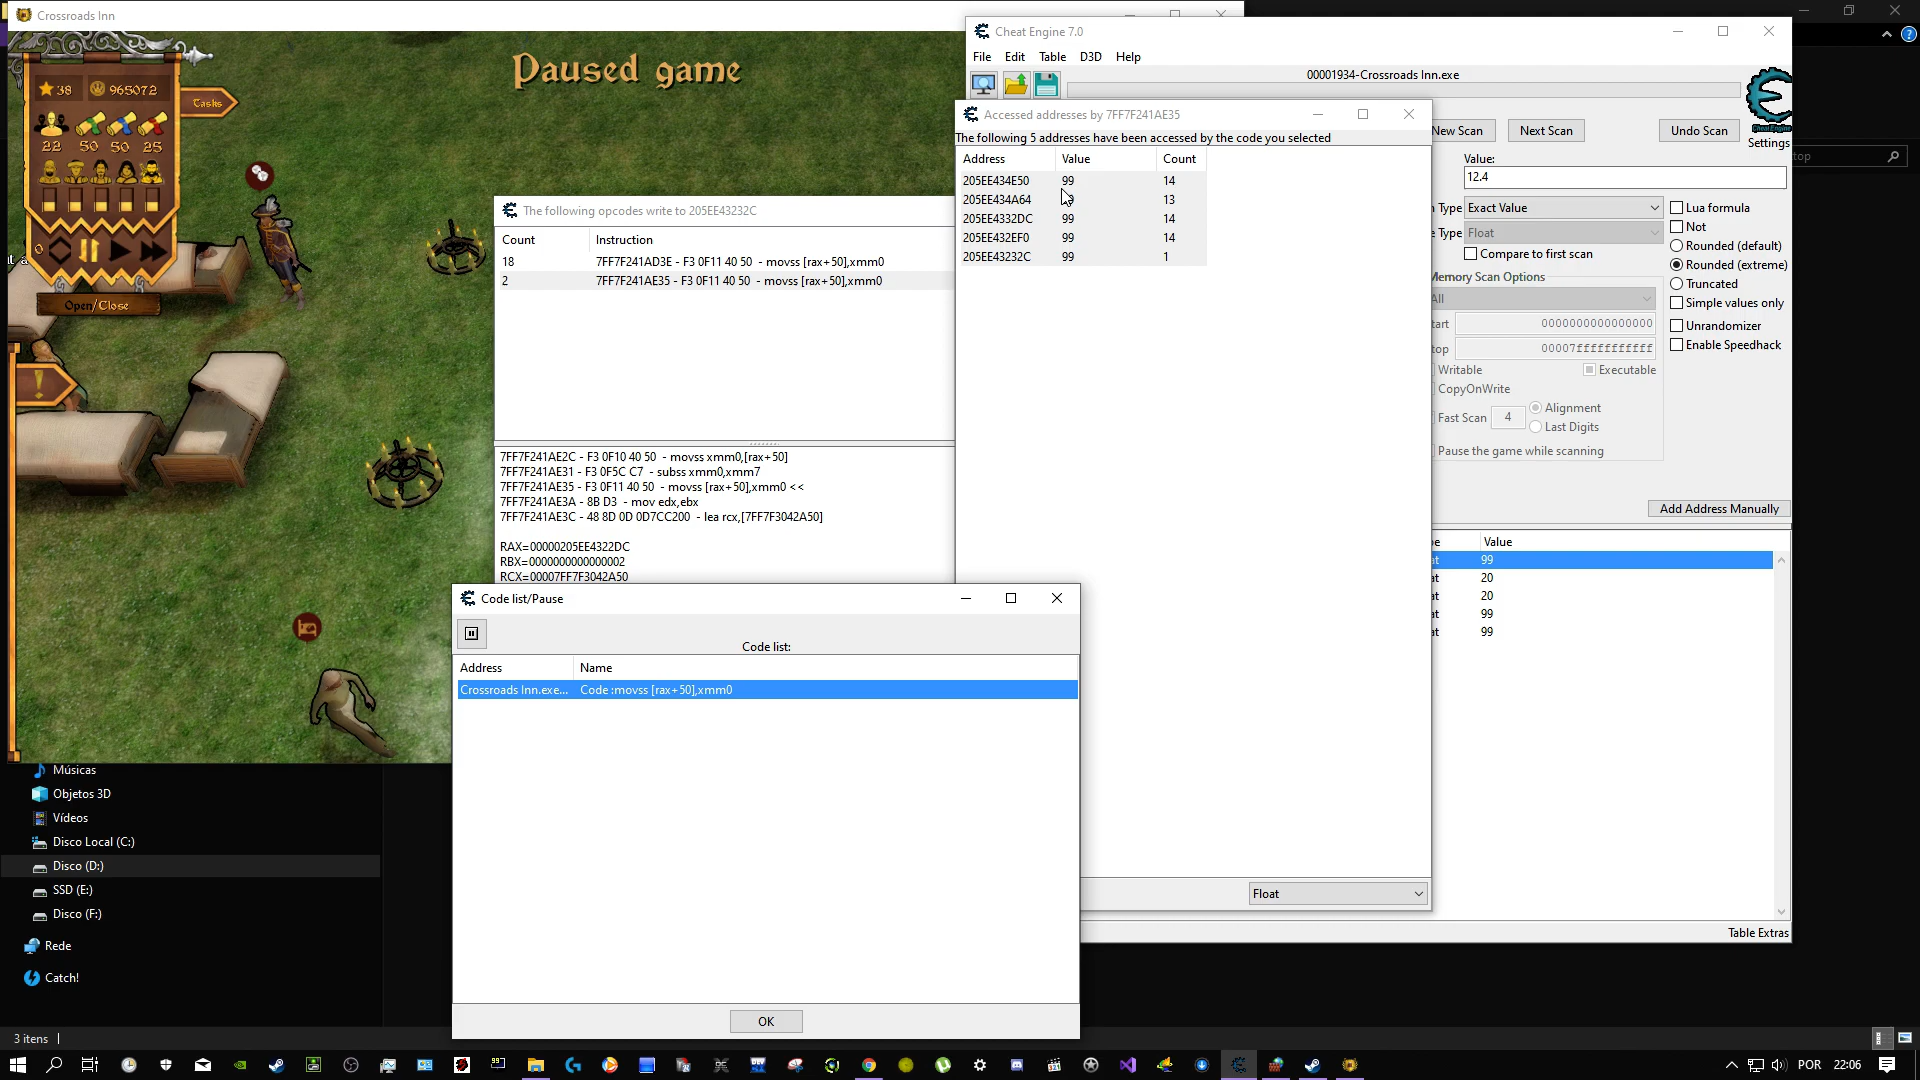 Crossroads Inn
Paused game
38
965072
Tasks
22 50 50 25
0
Open/Close
Cheat Engine 7.0
File Edit Table D3D Help
00001934-Crossroads Inn.exe
Cheat Engine
Settings
New Scan Next Scan Undo Scan
Value:
12.4
Type Exact Value
Type Float
Compare to first scan
Lua formula
Not
Rounded (default)
Rounded (extreme)
Truncated
Simple values only
Unrandomizer
Enable Speedhack
Memory Scan Options
All
0000000000000000
00007fffffffffff
Writable Executable
CopyOnWrite
Fast Scan 4 Alignment
Last Digits
Pause the game while scanning
Add Address Manually
Value
99
20
20
99
99
Table Extras
Accessed addresses by 7FF7F241AE35
The following 5 addresses have been accessed by the code you selected
Address Value Count
205EE434E50 99 14
205EE434A64 13
205EE4332DC 99 14
205EE432EF0 99 14
205EE43232C 99 1
Float
The following opcodes write to 205EE43232C
Count Instruction
18 7FF7F241AD3E - F3 0F11 40 50 - movss [rax+50],xmm0
2 7FF7F241AE35 - F3 0F11 40 50 - movss [rax+50],xmm0
7FF7F241AE2C - F3 0F10 40 50 - movss xmm0,[rax+50]
7FF7F241AE31 - F3 0F5C C7 - subss xmm0,xmm7
7FF7F241AE35 - F3 0F11 40 50 - movss [rax+50],xmm0 <<
7FF7F241AE3A - 8B D3 - mov edx,ebx
7FF7F241AE3C - 48 8D 0D 0D7CC200 - lea rcx,[7FF7F3042A50]
RAX=00000205EE4322DC
RBX=0000000000000002
RCX=00007FF7F3042A50
Code list/Pause
Code list:
Address Name
Crossroads Inn.exe... Code :movss [rax+50],xmm0
OK
Músicas
Objetos 3D
Vídeos
Disco Local (C:)
Disco (D:)
SSD (E:)
Disco (F:)
Rede
Catch!
3 itens
POR 22:06